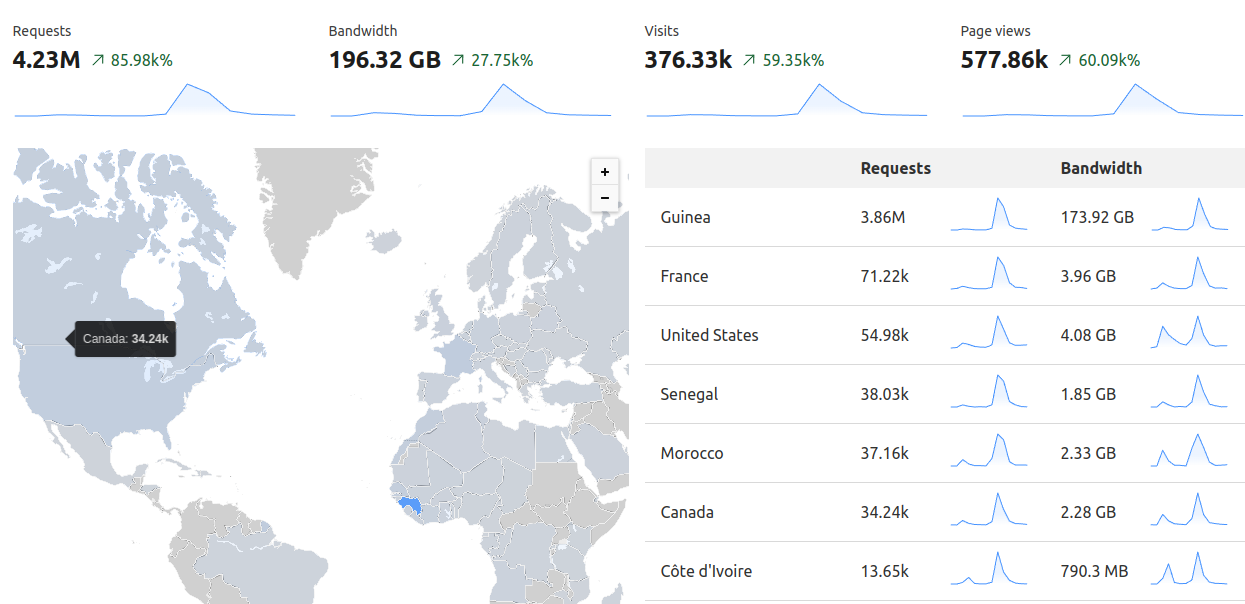 Requests
4.23M ↗ 85.98k%
Bandwidth
196.32 GB ↗ 27.75k%
Visits
376.33k ↗ 59.35k%
Page views
577.86k ↗ 60.09k%
+
−
Canada: 34.24k
Requests Bandwidth
Guinea 3.86M 173.92 GB
France 71.22k 3.96 GB
United States 54.98k 4.08 GB
Senegal 38.03k 1.85 GB
Morocco 37.16k 2.33 GB
Canada 34.24k 2.28 GB
Côte d'Ivoire 13.65k 790.3 MB